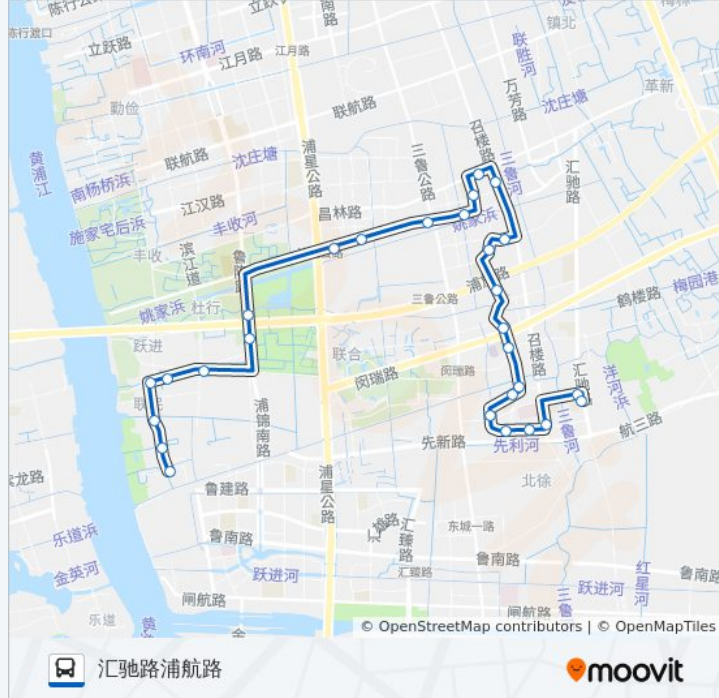 陈行公路
立跃路
陈行渡口
立跃路
环南河
江月路
江月路
镇北
联胜河
万芳路
沈庄塘
革新
勤俭
联航路
黄浦江
联航路
沈庄塘
浦星公路
三鲁公路
召楼路
三鲁河
汇驰路
南杨桥浜
江汉路
昌林路
施家宅后浜
丰收河
姚家浜
丰收
滨江道
姚家浜
杜行
三鲁公路
鹤楼路
梅园港
跃进
联合
召楼路
闵瑞路
闵瑞路
洋河浜
浦锦南路
航三路
三鲁河
先新路
先利河
浦星公路
北徐
鲁建路
汇臻路
东城一路
乐道浜
鲁南路
鲁南路
金英河
跃进河
汇臻路
红星河
鲁南路
跃进河
闸航路
闸航路
乐道
© OpenStreetMap contributors | © OpenMapTiles
汇驰路浦航路
moovit